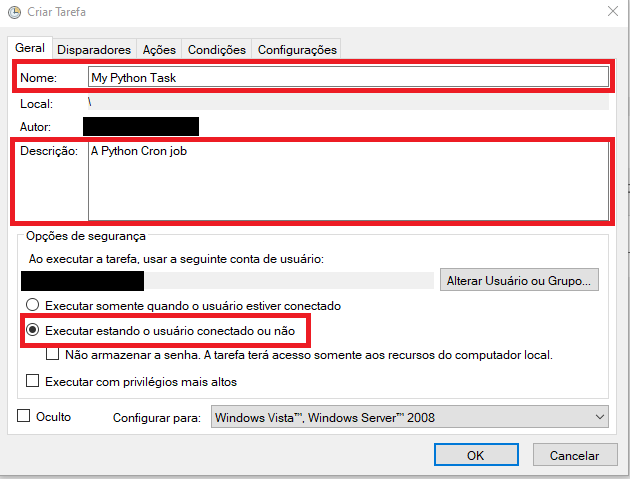 Criar Tarefa
Geral Disparadores Ações Condições Configurações
Nome: My Python Task
Local: \
Autor:
Descrição: A Python Cron job
Opções de segurança
Ao executar a tarefa, usar a seguinte conta de usuário:
Alterar Usuário ou Grupo...
Executar somente quando o usuário estiver conectado
Executar estando o usuário conectado ou não
Não armazenar a senha. A tarefa terá acesso somente aos recursos do computador local.
Executar com privilégios mais altos
Oculto Configurar para: Windows Vista™, Windows Server™ 2008
OK Cancelar